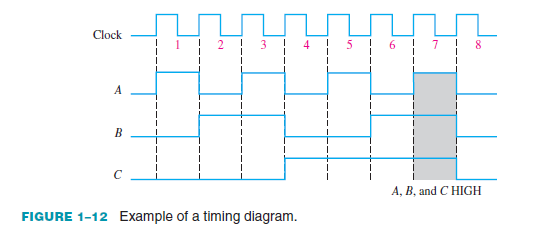 Clock
1 2 3 4 5 6 7 8
A
B
C
A, B, and C HIGH
FIGURE 1–12 Example of a timing diagram.